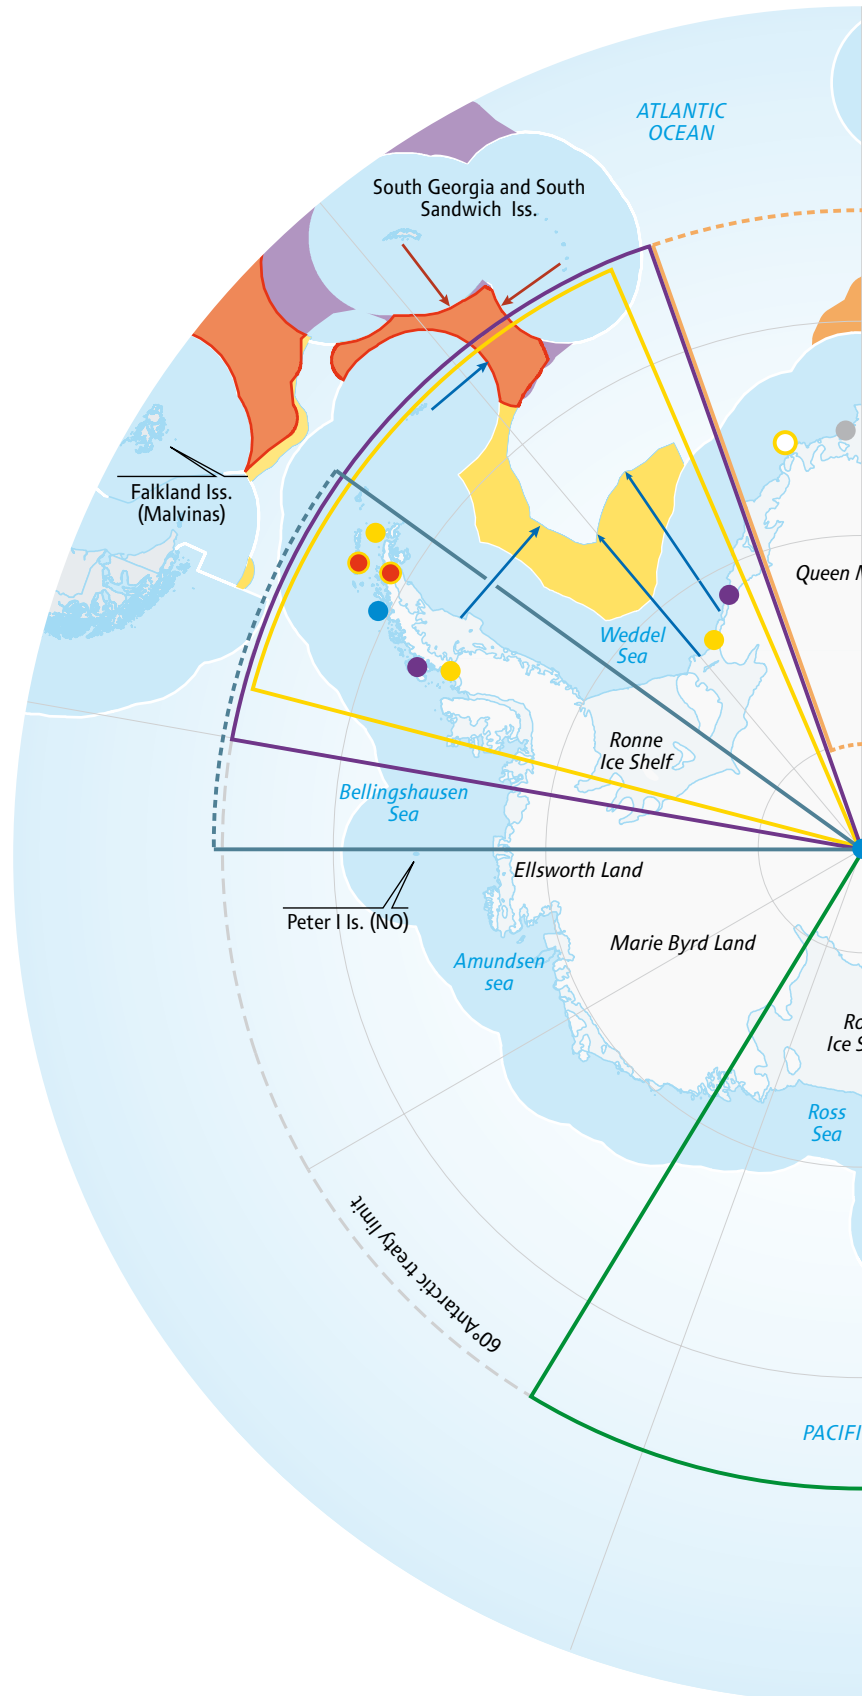 ATLANTIC
OCEAN
South Georgia and South
Sandwich Iss.
Falkland Iss.
(Malvinas)
Queen
Weddel
Sea
Ronne
Ice Shelf
Bellingshausen
Sea
Ellsworth Land
Peter I Is. (NO)
Marie Byrd Land
Amundsen
sea
Ro
Ice S
Ross
Sea
60° Antarctic treaty limit
PACIFI